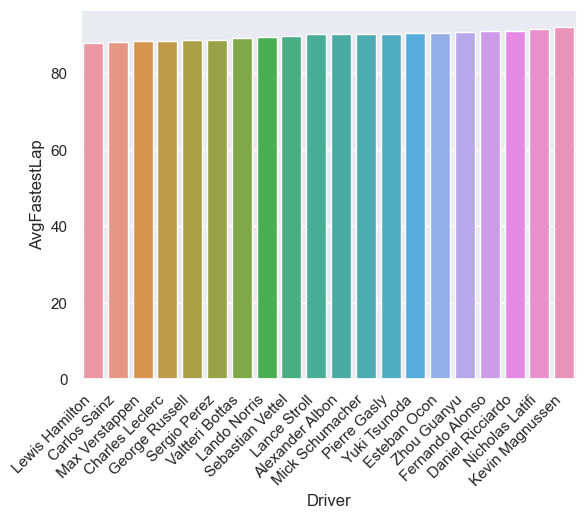 AvgFastestLap
80
60
40
20
0
Lewis Hamilton
Carlos Sainz
Max Verstappen
Charles Leclerc
George Russell
Sergio Perez
Valtteri Bottas
Lando Norris
Sebastian Vettel
Lance Stroll
Alexander Albon
Mick Schumacher
Pierre Gasly
Yuki Tsunoda
Esteban Ocon
Zhou Guanyu
Fernando Alonso
Daniel Ricciardo
Nicholas Latifi
Kevin Magnussen
Driver